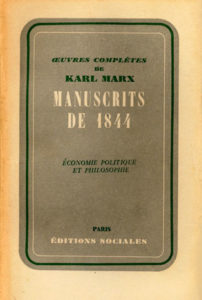 ŒUVRES COMPLÈTES
DE
KARL MARX
MANUSCRITS
DE 1844
ÉCONOMIE POLITIQUE
ET PHILOSOPHIE
PARIS
ÉDITIONS SOCIALES